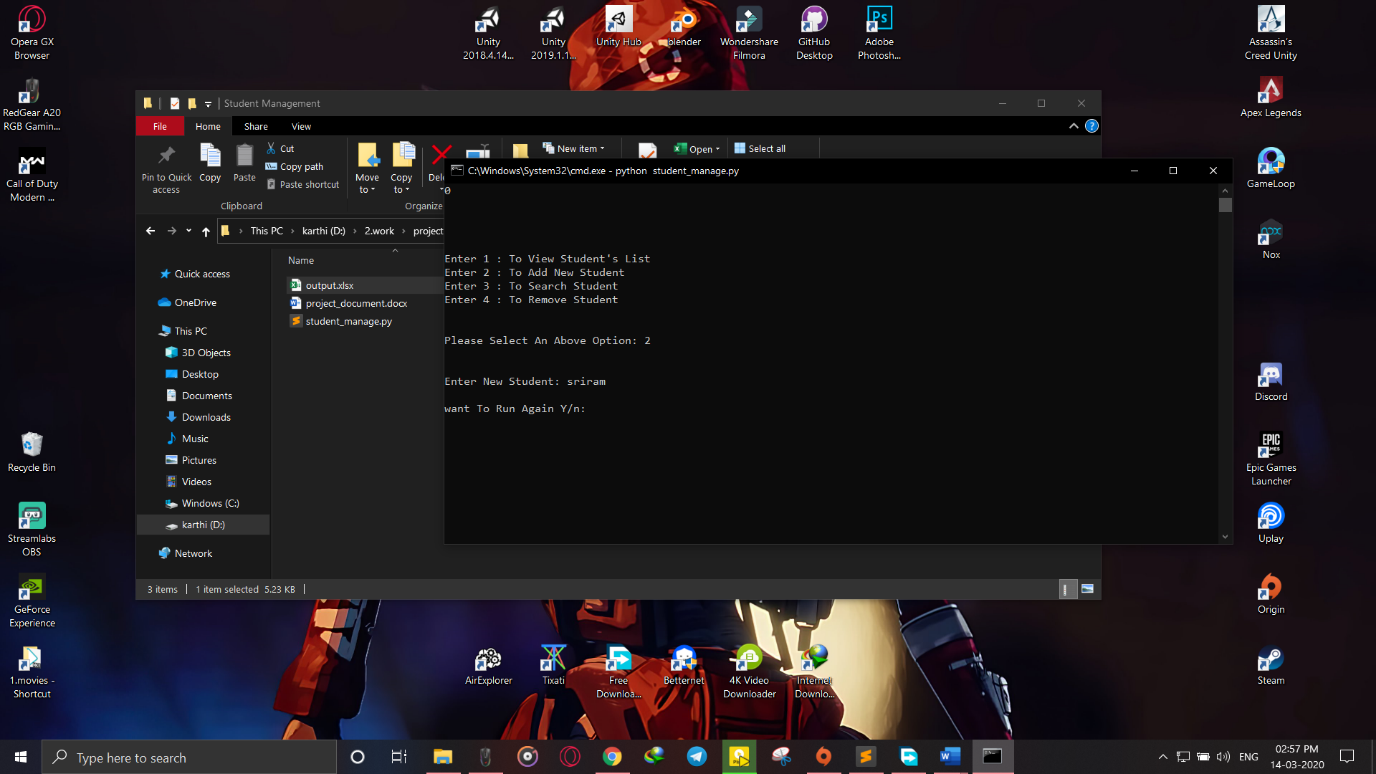 Opera GX
Browser
Unity
2018.4.14...
Unity
2019.1.1...
Unity Hub
blender
Wondershare
Filmora
GitHub
Desktop
Adobe
Photosh...
Ps
Assassin's
Creed Unity
RedGear A20
RGB Gamin...
Apex Legends
Call of Duty
Modern ...
GameLoop
Nox
Student Management
File
Home
Share
View
Pin to Quick
access
Copy
Paste
Cut
Copy path
Paste shortcut
Clipboard
Move
to
Copy
to
Dele
Organize
New item
Open
Select all
This PC
karthi (D:)
2.work
project
Name
output.xlsx
project_document.docx
student_manage.py
Quick access
OneDrive
This PC
3D Objects
Desktop
Documents
Downloads
Music
Pictures
Videos
Windows (C:)
karthi (D:)
Network
3 items
1 item selected 5.23 KB
C:\Windows\System32\cmd.exe - python  student_manage.py
0
Enter 1 : To View Student's List
Enter 2 : To Add New Student
Enter 3 : To Search Student
Enter 4 : To Remove Student
Please Select An Above Option: 2
Enter New Student: sriram
want To Run Again Y/n:
Recycle Bin
Streamlabs
OBS
GeForce
Experience
1.movies -
Shortcut
Discord
EPIC
GAMES
Epic Games
Launcher
Uplay
Origin
Steam
AirExplorer
Tixati
Free
Downloa...
Betternet
4K Video
Downloader
Internet
Downlo...
Type here to search
ENG
02:57 PM
14-03-2020